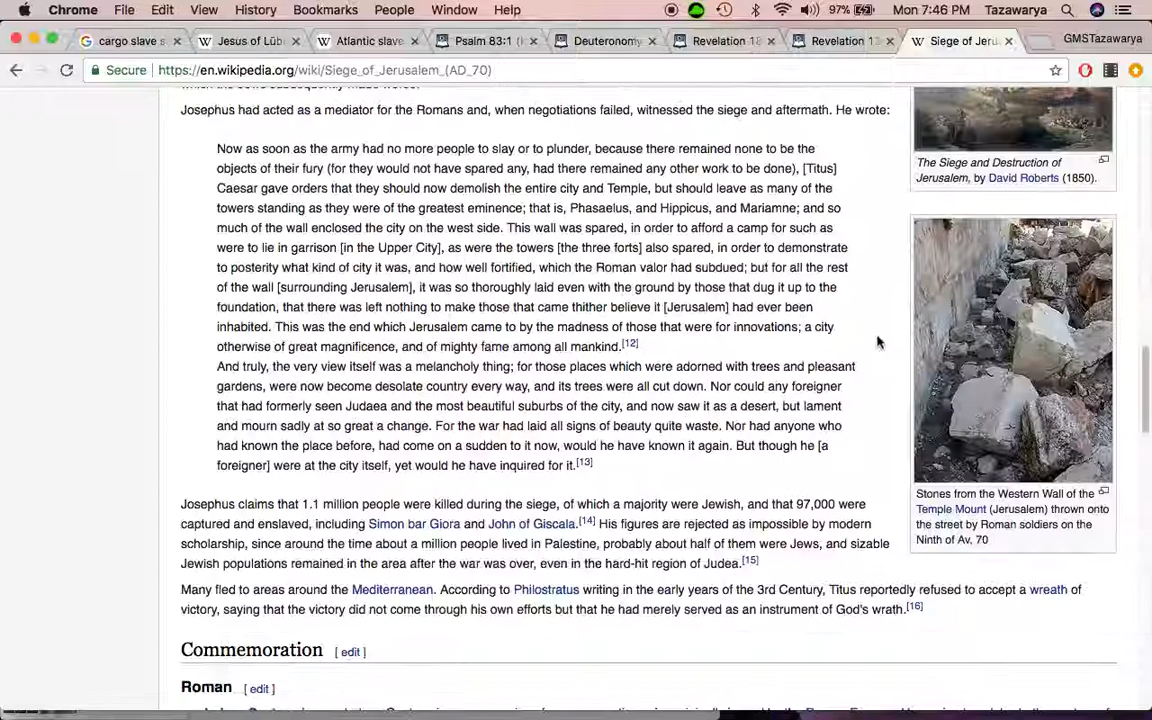 Chrome File Edit View History Bookmarks People Window Help 97% Mon 7:46 PM Tazawarya
cargo slave s Jesus of Lüb Atlantic slave Psalm 83:1 ( Deuteronomy Revelation 18 Revelation 13 Siege of Jeru GMSTazawarya
Secure https://en.wikipedia.org/wiki/Siege_of_Jerusalem_(AD_70)
Josephus had acted as a mediator for the Romans and, when negotiations failed, witnessed the siege and aftermath. He wrote:
Now as soon as the army had no more people to slay or to plunder, because there remained none to be the
objects of their fury (for they would not have spared any, had there remained any other work to be done), [Titus]
Caesar gave orders that they should now demolish the entire city and Temple, but should leave as many of the
towers standing as they were of the greatest eminence; that is, Phasaelus, and Hippicus, and Mariamne; and so
much of the wall enclosed the city on the west side. This wall was spared, in order to afford a camp for such as
were to lie in garrison [in the Upper City], as were the towers [the three forts] also spared, in order to demonstrate
to posterity what kind of city it was, and how well fortified, which the Roman valor had subdued; but for all the rest
of the wall [surrounding Jerusalem], it was so thoroughly laid even with the ground by those that dug it up to the
foundation, that there was left nothing to make those that came thither believe it [Jerusalem] had ever been
inhabited. This was the end which Jerusalem came to by the madness of those that were for innovations; a city
otherwise of great magnificence, and of mighty fame among all mankind.[12]
And truly, the very view itself was a melancholy thing; for those places which were adorned with trees and pleasant
gardens, were now become desolate country every way, and its trees were all cut down. Nor could any foreigner
that had formerly seen Judaea and the most beautiful suburbs of the city, and now saw it as a desert, but lament
and mourn sadly at so great a change. For the war had laid all signs of beauty quite waste. Nor had anyone who
had known the place before, had come on a sudden to it now, would he have known it again. But though he [a
foreigner] were at the city itself, yet would he have inquired for it.[13]
Josephus claims that 1.1 million people were killed during the siege, of which a majority were Jewish, and that 97,000 were
captured and enslaved, including Simon bar Giora and John of Giscala.[14] His figures are rejected as impossible by modern
scholarship, since around the time about a million people lived in Palestine, probably about half of them were Jews, and sizable
Jewish populations remained in the area after the war was over, even in the hard-hit region of Judea.[15]
Many fled to areas around the Mediterranean. According to Philostratus writing in the early years of the 3rd Century, Titus reportedly refused to accept a wreath of
victory, saying that the victory did not come through his own efforts but that he had merely served as an instrument of God's wrath.[16]
Commemoration [ edit ]
Roman [ edit ]
The Siege and Destruction of
Jerusalem, by David Roberts (1850).
Stones from the Western Wall of the
Temple Mount (Jerusalem) thrown onto
the street by Roman soldiers on the
Ninth of Av, 70